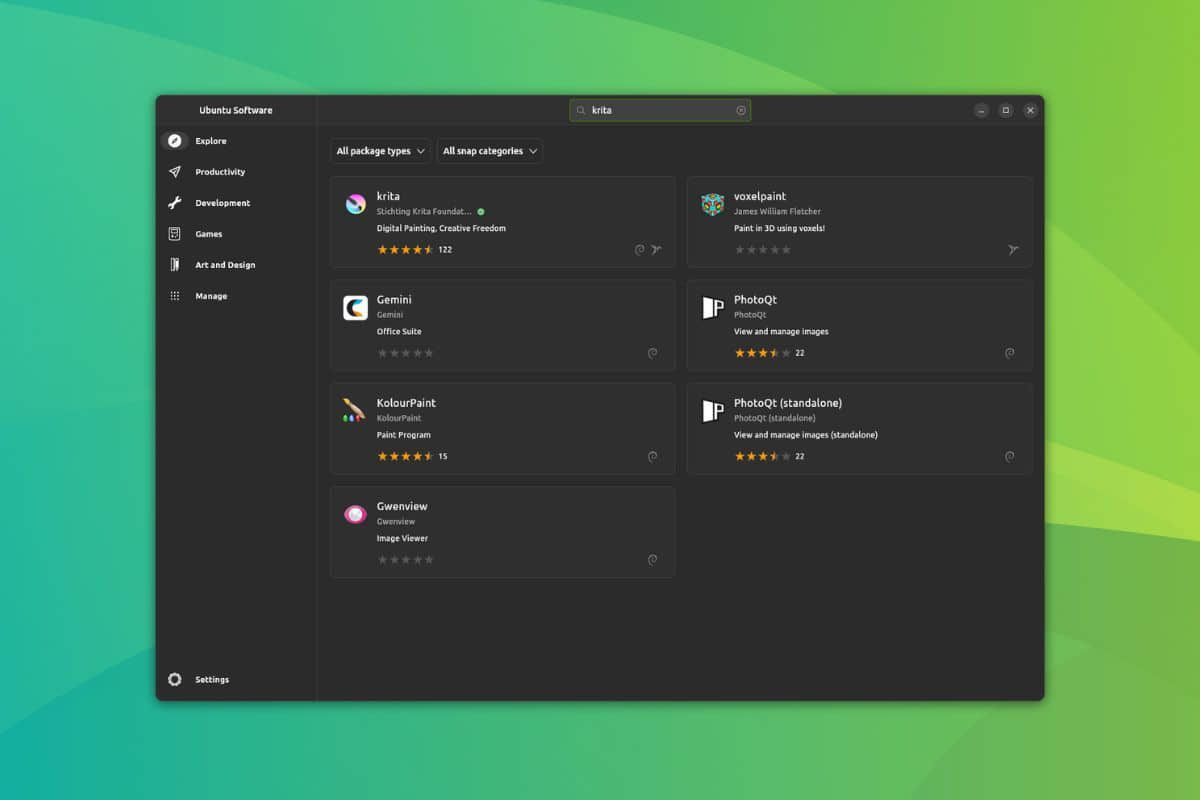 Ubuntu Software
krita
Explore
Productivity
Development
Games
Art and Design
Manage
Settings
All package types
All snap categories
krita
Stichting Krita Foundat...
Digital Painting, Creative Freedom
122
voxelpaint
James William Fletcher
Paint in 3D using voxels!
Gemini
Gemini
Office Suite
PhotoQt
PhotoQt
View and manage images
22
KolourPaint
KolourPaint
Paint Program
15
PhotoQt (standalone)
PhotoQt (standalone)
View and manage images (standalone)
22
Gwenview
Gwenview
Image Viewer